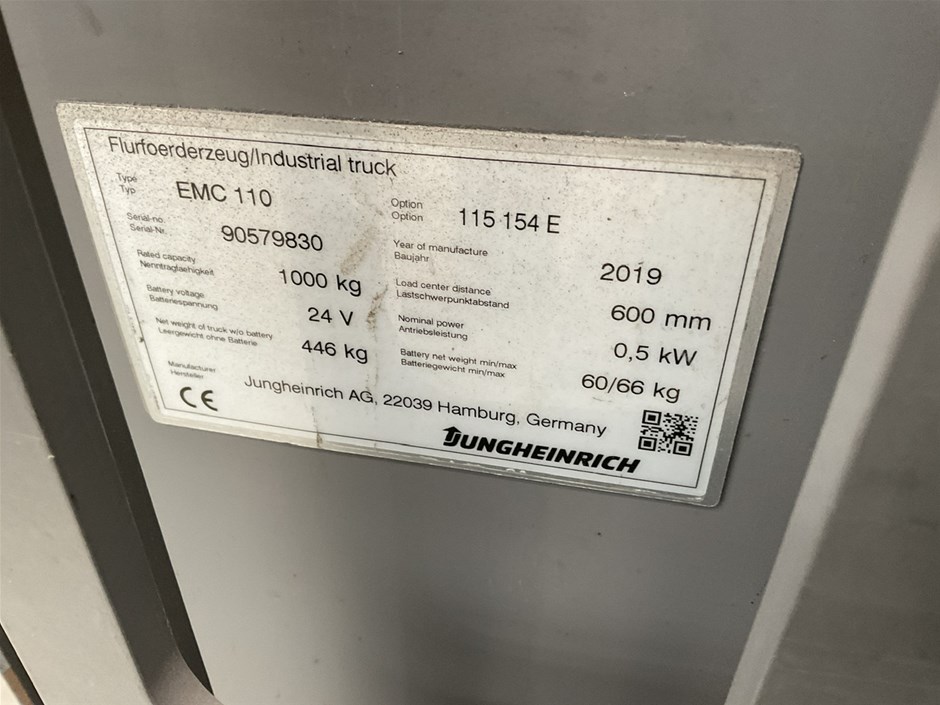 Flurfoerderzeug/Industrial truck
Type
Typ
EMC 110
Option
Option
115 154 E
Serial-no.
Serial-Nr.
90579830
Year of manufacture
Baujahr
2019
Rated capacity
Nenntragfaehigkeit
1000 kg
Load center distance
Lastschwerpunktabstand
600 mm
Battery voltage
Batteriespannung
24 V
Nominal power
Antriebsleistung
0,5 kW
Net weight of truck w/o battery
Leergewicht ohne Batterie
446 kg
Battery net weight min/max
Batteriegewicht min/max
60/66 kg
Manufacturer
Hersteller
Jungheinrich AG, 22039 Hamburg, Germany
CE
JUNGHEINRICH